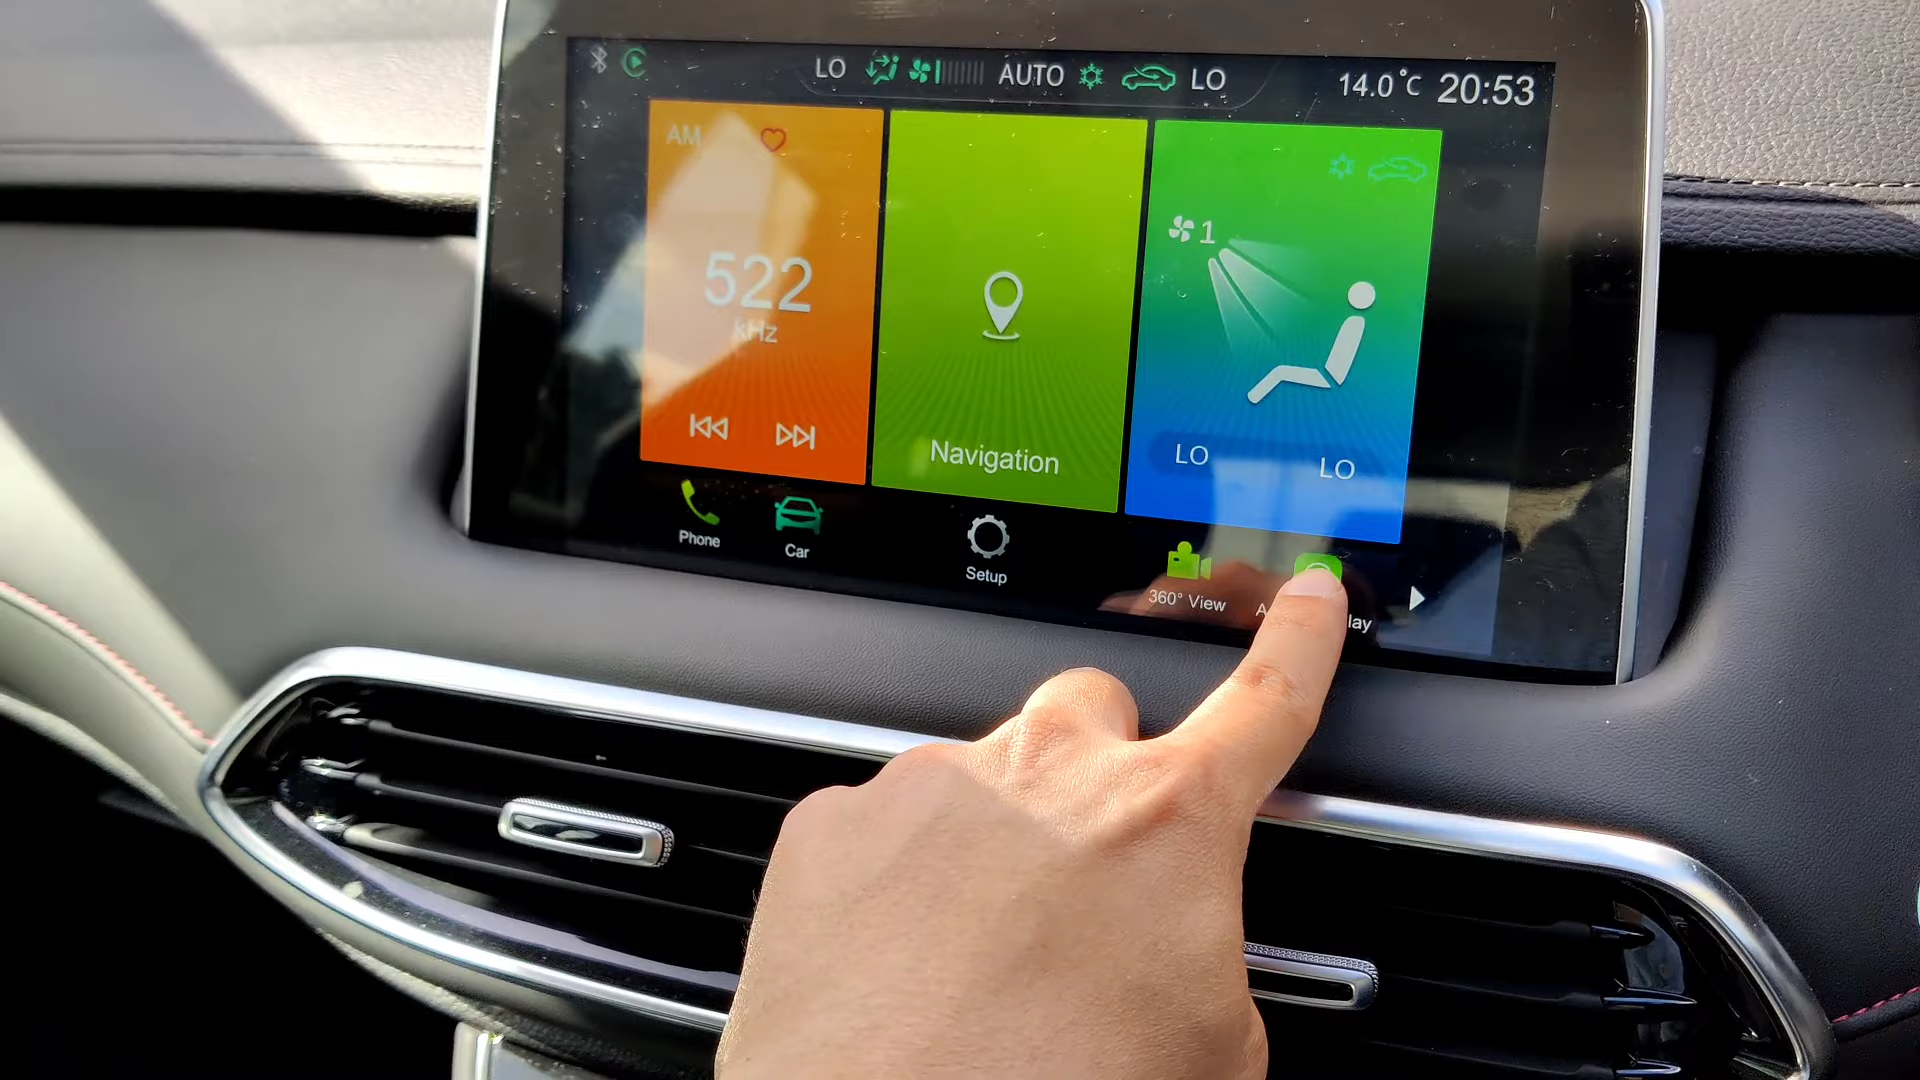 LO AUTO LO 14.0°C 20:53
AM
522
kHz
Navigation
1
LO LO
Phone
Car
Setup
360° View